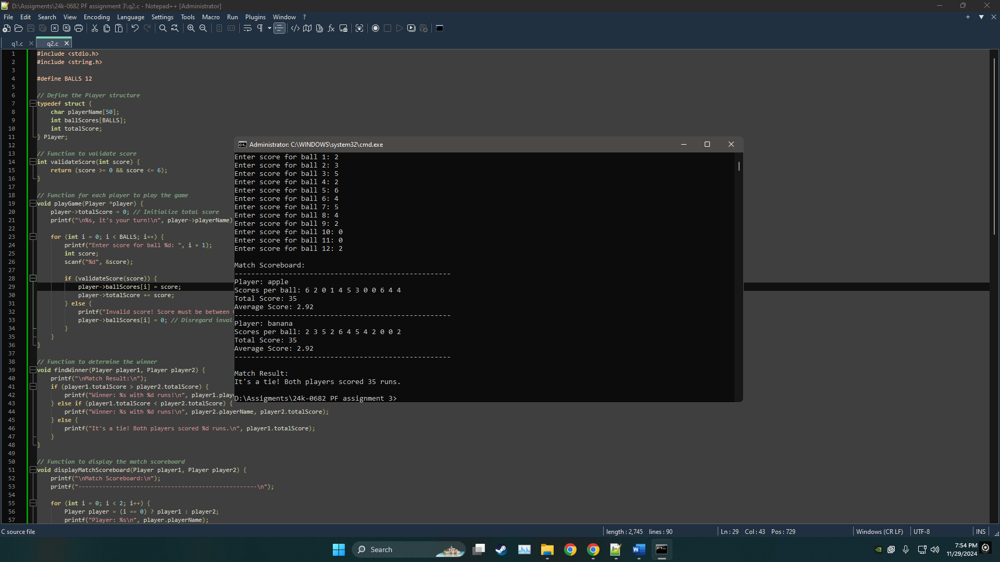 D:\Assigments\24k-0682 PF assignment 3\q2.c - Notepad++ [Administrator]
File Edit Search View Encoding Language Settings Tools Macro Run Plugins Window ?
q1.c
q2.c
1 #include <stdio.h>
2 #include <string.h>
3
4 #define BALLS 12
5
6 // Define the Player structure
7 typedef struct {
8 char playerName[50];
9 int ballScores[BALLS];
10 int totalScore;
11 } Player;
12
13 // Function to validate score
14 int validateScore(int score) {
15 return (score >= 0 && score <= 6);
16 }
17
18 // Function for each player to play the game
19 void playGame(Player *player) {
20 player->totalScore = 0; // Initialize total score
21 printf("\n%s, it's your turn!\n", player->playerName)
22
23 for (int i = 0; i < BALLS; i++) {
24 printf("Enter score for ball %d: ", i + 1);
25 int score;
26 scanf("%d", &score);
27
28 if (validateScore(score)) {
29 player->ballScores[i] = score;
30 player->totalScore += score;
31 } else {
32 printf("Invalid score! Score must be between
33 player->ballScores[i] = 0; // Disregard inval
34 }
35 }
36 }
37
38 // Function to determine the winner
39 void findWinner(Player player1, Player player2) {
40 printf("\nMatch Result:\n");
41 if (player1.totalScore > player2.totalScore) {
42 printf("Winner: %s with %d runs!\n", player1.play
43 } else if (player1.totalScore < player2.totalScore) {
44 printf("Winner: %s with %d runs!\n", player2.playerName, player2.totalScore);
45 } else {
46 printf("It's a tie! Both players scored %d runs.\n", player1.totalScore);
47 }
48 }
49
50 // Function to display the match scoreboard
51 void displayMatchScoreboard(Player player1, Player player2) {
52 printf("\nMatch Scoreboard:\n");
53 printf("----------------------------------------------------\n");
54
55 for (int i = 0; i < 2; i++) {
56 Player player = (i == 0) ? player1 : player2;
57 printf("Player: %s\n", player.playerName);
Administrator: C:\WINDOWS\system32\cmd.exe
Enter score for ball 1: 2
Enter score for ball 2: 3
Enter score for ball 3: 5
Enter score for ball 4: 2
Enter score for ball 5: 6
Enter score for ball 6: 4
Enter score for ball 7: 5
Enter score for ball 8: 4
Enter score for ball 9: 2
Enter score for ball 10: 0
Enter score for ball 11: 0
Enter score for ball 12: 2
Match Scoreboard:
----------------------------------------------------
Player: apple
Scores per ball: 6 2 0 1 4 5 3 0 0 6 4 4
Total Score: 35
Average Score: 2.92
----------------------------------------------------
Player: banana
Scores per ball: 2 3 5 2 6 4 5 4 2 0 0 2
Total Score: 35
Average Score: 2.92
----------------------------------------------------
Match Result:
It's a tie! Both players scored 35 runs.
D:\Assigments\24k-0682 PF assignment 3>
C source file length : 2,745 lines : 90 Ln : 29 Col : 43 Pos : 729 Windows (CR LF) UTF-8 INS
Search
7:54 PM
11/29/2024